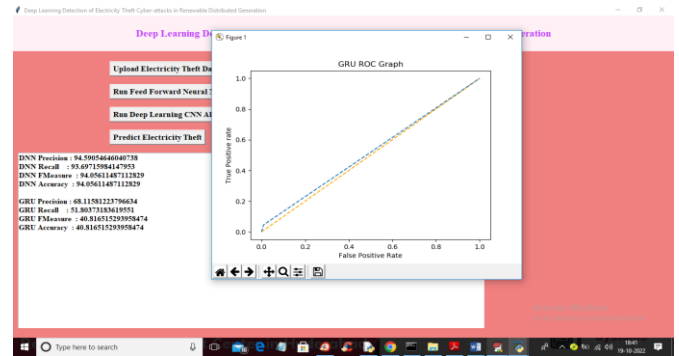 Deep Learning Detection of Electricity Theft Cyber-attacks in Renewable Distributed Generation
Deep Learning De
eration
Figure 1
Upload Electricity Theft Da
Run Feed Forward Neural
Run Deep Learning CNN Al
Predict Electricity Theft
DNN Precision : 94.59054646040738
DNN Recall : 93.69715984147953
DNN FMeasure : 94.05611487112829
DNN Accuracy : 94.05611487112829
GRU Precision : 68.11581223796634
GRU Recall : 51.80373183619551
GRU FMeasure : 40.816515293958474
GRU Accuracy : 40.816515293958474
GRU ROC Graph
True Positive rate
1.0
0.8
0.6
0.4
0.2
0.0
0.0 0.2 0.4 0.6 0.8 1.0
False Positive Rate
Type here to search
18:41
19-10-2022